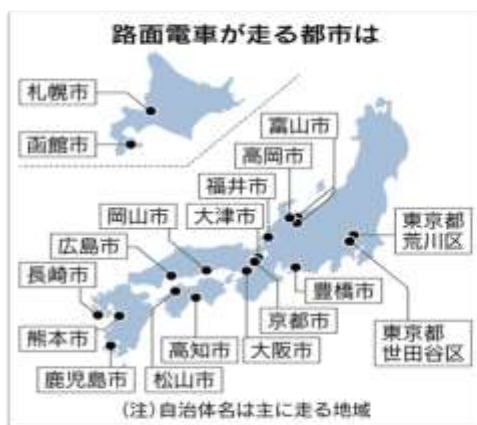 路面電車が走る都市は
札幌市
函館市
富山市
高岡市
福井市
岡山市
大津市
広島市
長崎市
東京都
荒川区
豊橋市
京都市
熊本市
高知市
大阪市
東京都
世田谷区
鹿児島市
松山市
(注)自治体名は主に走る地域